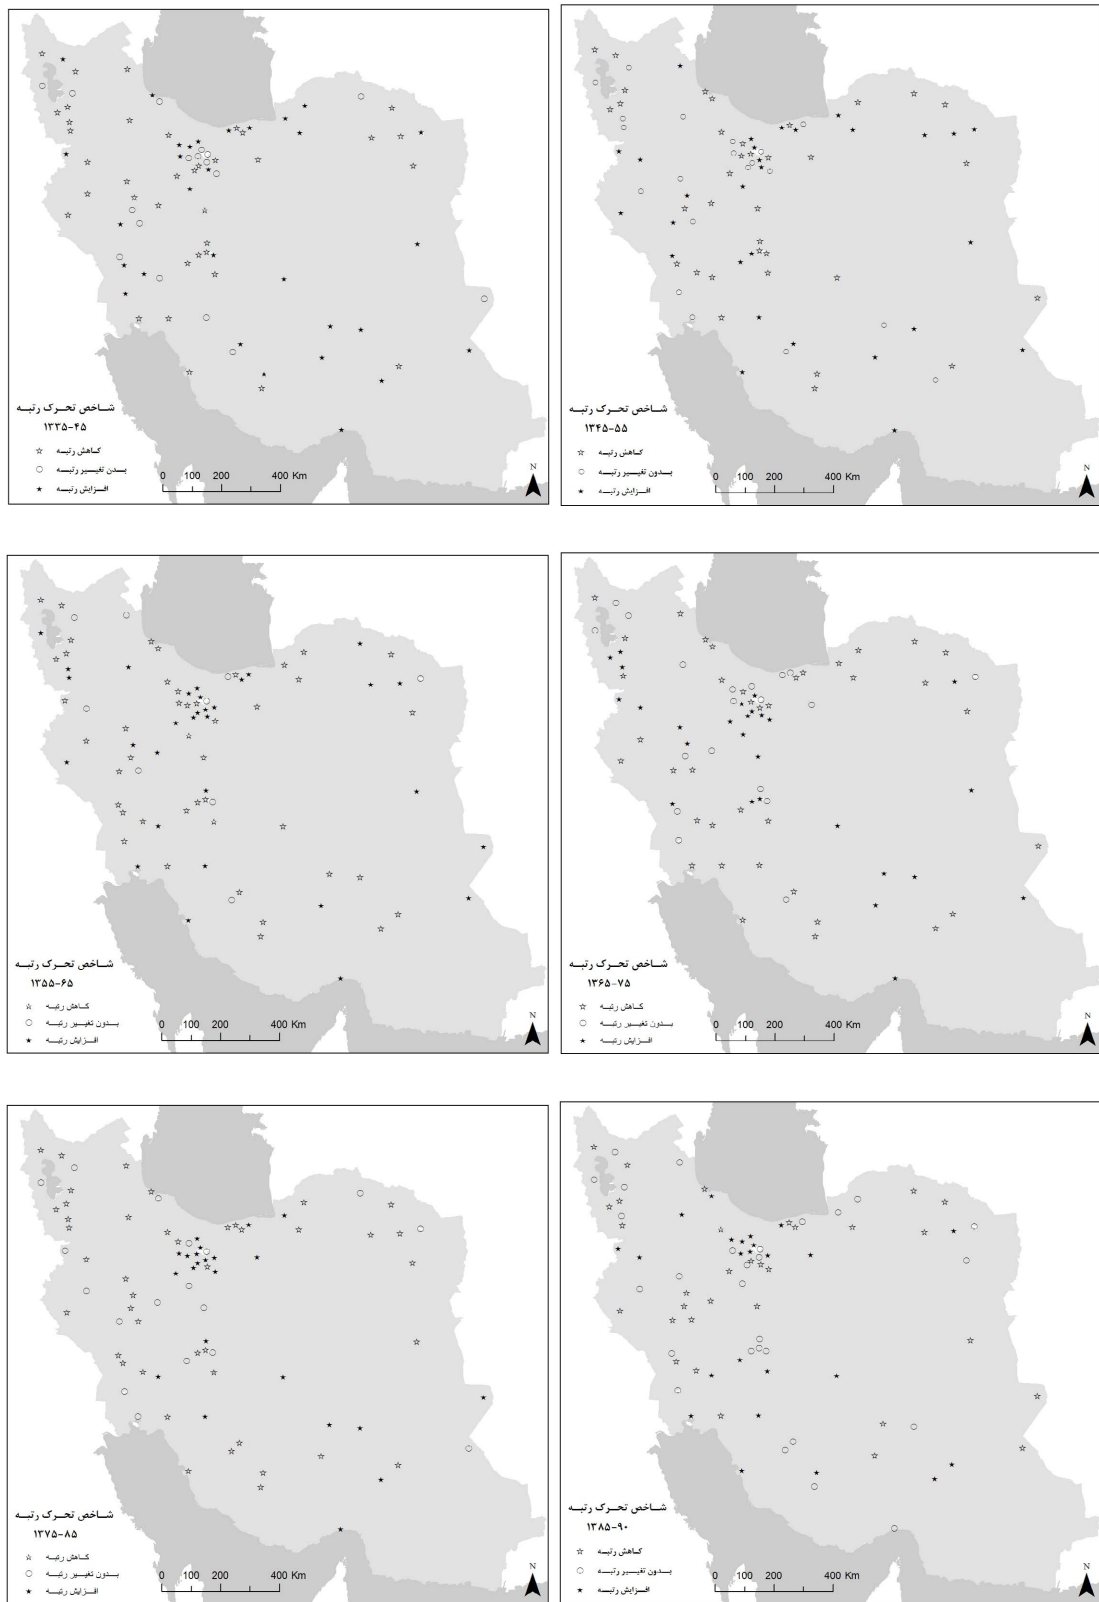 شاخص تحرک رتبه
۱۳۳۵-۴۵
کاهش رتبه
بدن تغییر رتبه
افزایش رتبه
0 100 200 400 Km
N
شاخص تحرک رتبه
۱۳۴۵-۵۵
کاهش رتبه
بدون تغییر رتبه
افزایش رتبه
0 100 200 400 Km
N
شاخص تحرک رتبه
۱۳۵۵-۶۵
کاهش رتبه
بدون تغییر رتبه
افزایش رتبه
0 100 200 400 Km
N
شاخص تحرک رتبه
۱۳۶۵-۷۵
کاهش رتبه
بدون تغییر رتبه
افزایش رتبه
0 100 200 400 Km
N
شاخص تحرک رتبه
۱۳۷۵-۸۵
کاهش رتبه
بدون تغییر رتبه
افزایش رتبه
0 100 200 400 Km
N
شاخص تحرک رتبه
۱۳۸۵-۹۰
کاهش رتبه
بدون تغییر رتبه
افزایش رتبه
0 100 200 400 Km
N